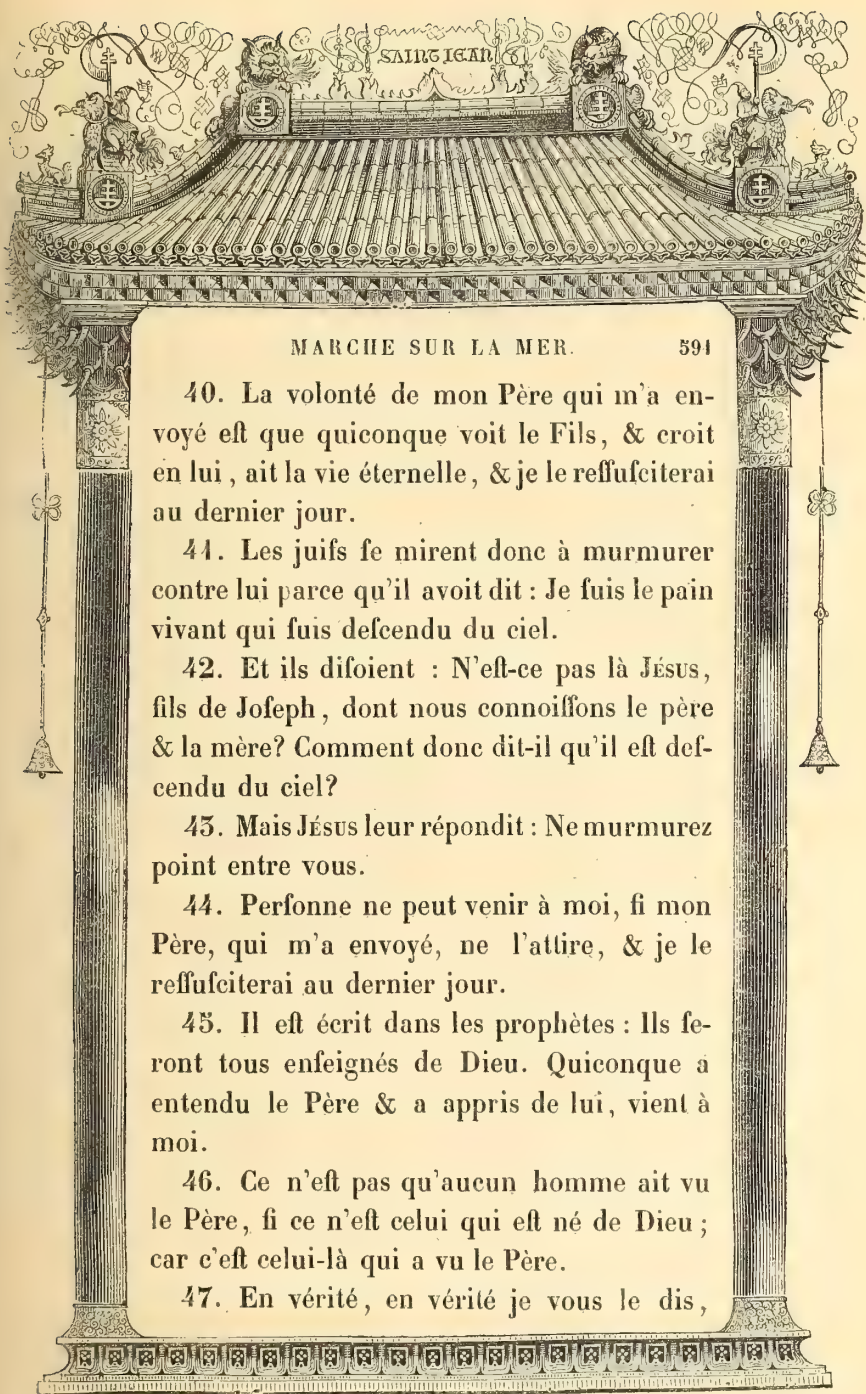 SAINT JEAN
MARCHE SUR LA MER. 591
40. La volonté de mon Père qui m'a en-
voyé eſt que quiconque voit le Fils, & croit
en lui, ait la vie éternelle, & je le reſſuſciterai
au dernier jour.
41. Les juifs ſe mirent donc à murmurer
contre lui parce qu'il avoit dit : Je ſuis le pain
vivant qui ſuis deſcendu du ciel.
42. Et ils diſoient : N'eſt-ce pas là JÉSUS,
fils de Joſeph, dont nous connoiſſons le père
& la mère? Comment donc dit-il qu'il eſt deſ-
cendu du ciel?
43. Mais JÉSUS leur répondit : Ne murmurez
point entre vous.
44. Perſonne ne peut venir à moi, ſi mon
Père, qui m'a envoyé, ne l'attire, & je le
reſſuſciterai au dernier jour.
45. Il eſt écrit dans les prophètes : Ils ſe-
ront tous enſeignés de Dieu. Quiconque a
entendu le Père & a appris de lui, vient à
moi.
46. Ce n'eſt pas qu'aucun homme ait vu
le Père, ſi ce n'eſt celui qui eſt né de Dieu ;
car c'eſt celui-là qui a vu le Père.
47. En vérité, en vérité je vous le dis,